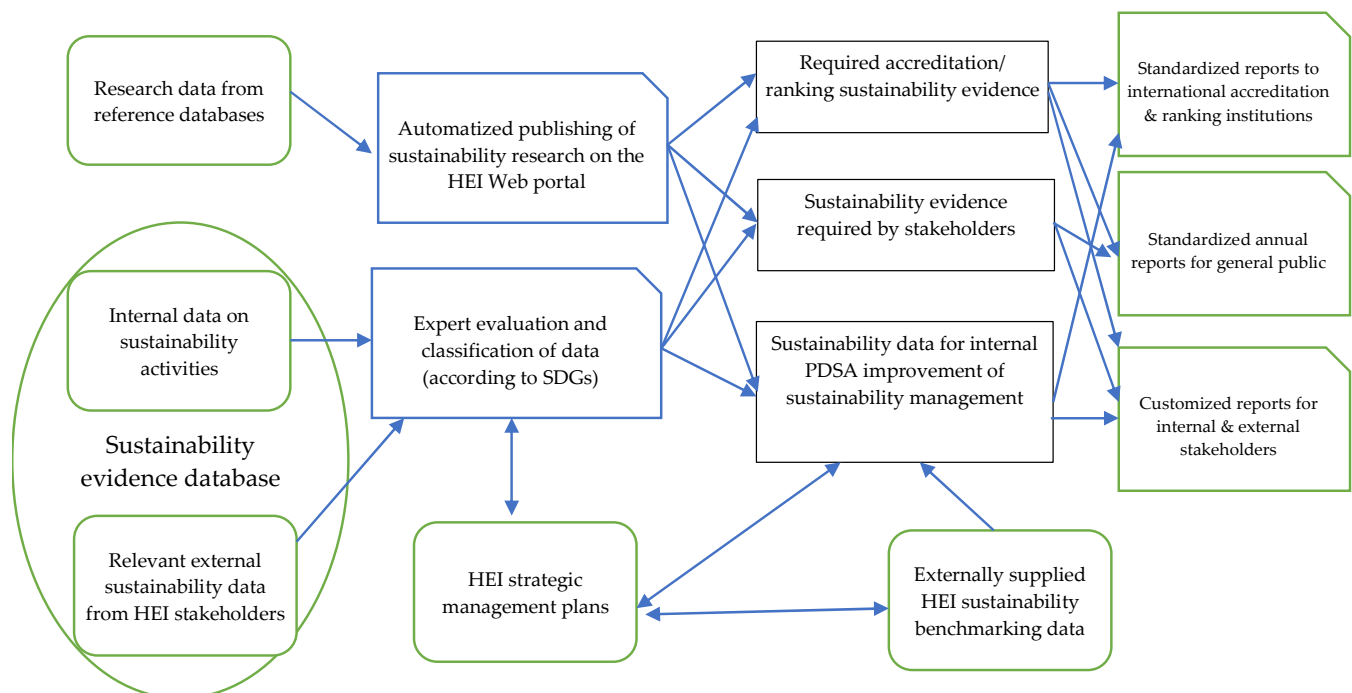 Research data from
reference databases
Automatized publishing of
sustainability research on the
HEI Web portal
Required accreditation/
ranking sustainability evidence
Standardized reports to
international accreditation
& ranking institutions
Sustainability evidence
required by stakeholders
Standardized annual
reports for general public
Internal data on
sustainability
activities
Expert evaluation and
classification of data
(according to SDGs)
Sustainability data for internal
PDSA improvement of
sustainability management
Customized reports for
internal & external
stakeholders
Sustainability
evidence database
Relevant external
sustainability data
from HEI stakeholders
HEI strategic
management plans
Externally supplied
HEI sustainability
benchmarking data